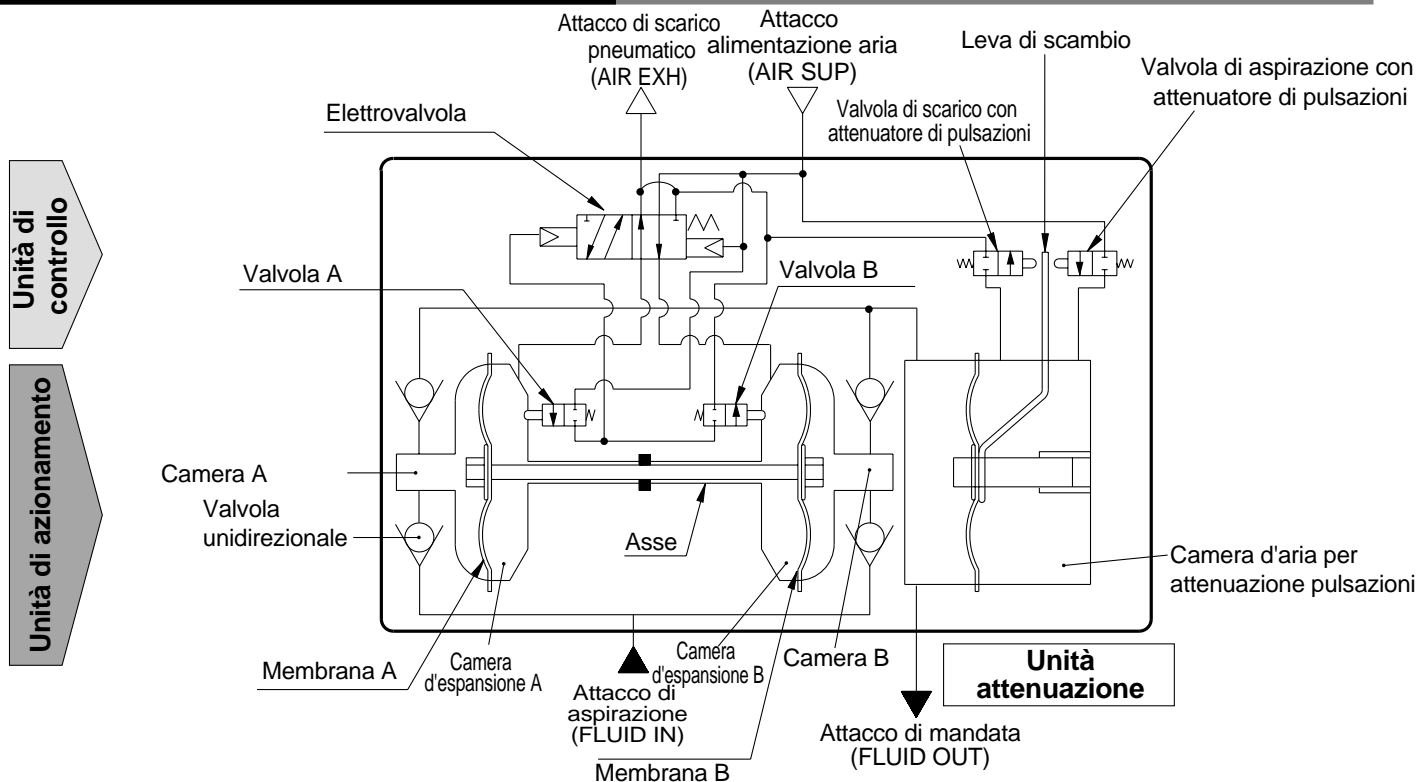 Attacco di scarico
pneumatico
(AIR EXH)
Attacco
alimentazione aria
(AIR SUP)
Leva di scambio
Valvola di aspirazione con
attenuatore di pulsazioni
Valvola di scarico con
attenuatore di pulsazioni
Elettrovalvola
Unità di
controllo
Valvola A
Valvola B
Unità di azionamento
Camera A
Valvola
unidirezionale
Asse
Camera d'aria per
attenuazione pulsazioni
Membrana A
Camera
d'espansione A
Camera
d'espansione B
Camera B
Unità
attenuazione
Attacco di
aspirazione
(FLUID IN)
Membrana B
Attacco di mandata
(FLUID OUT)